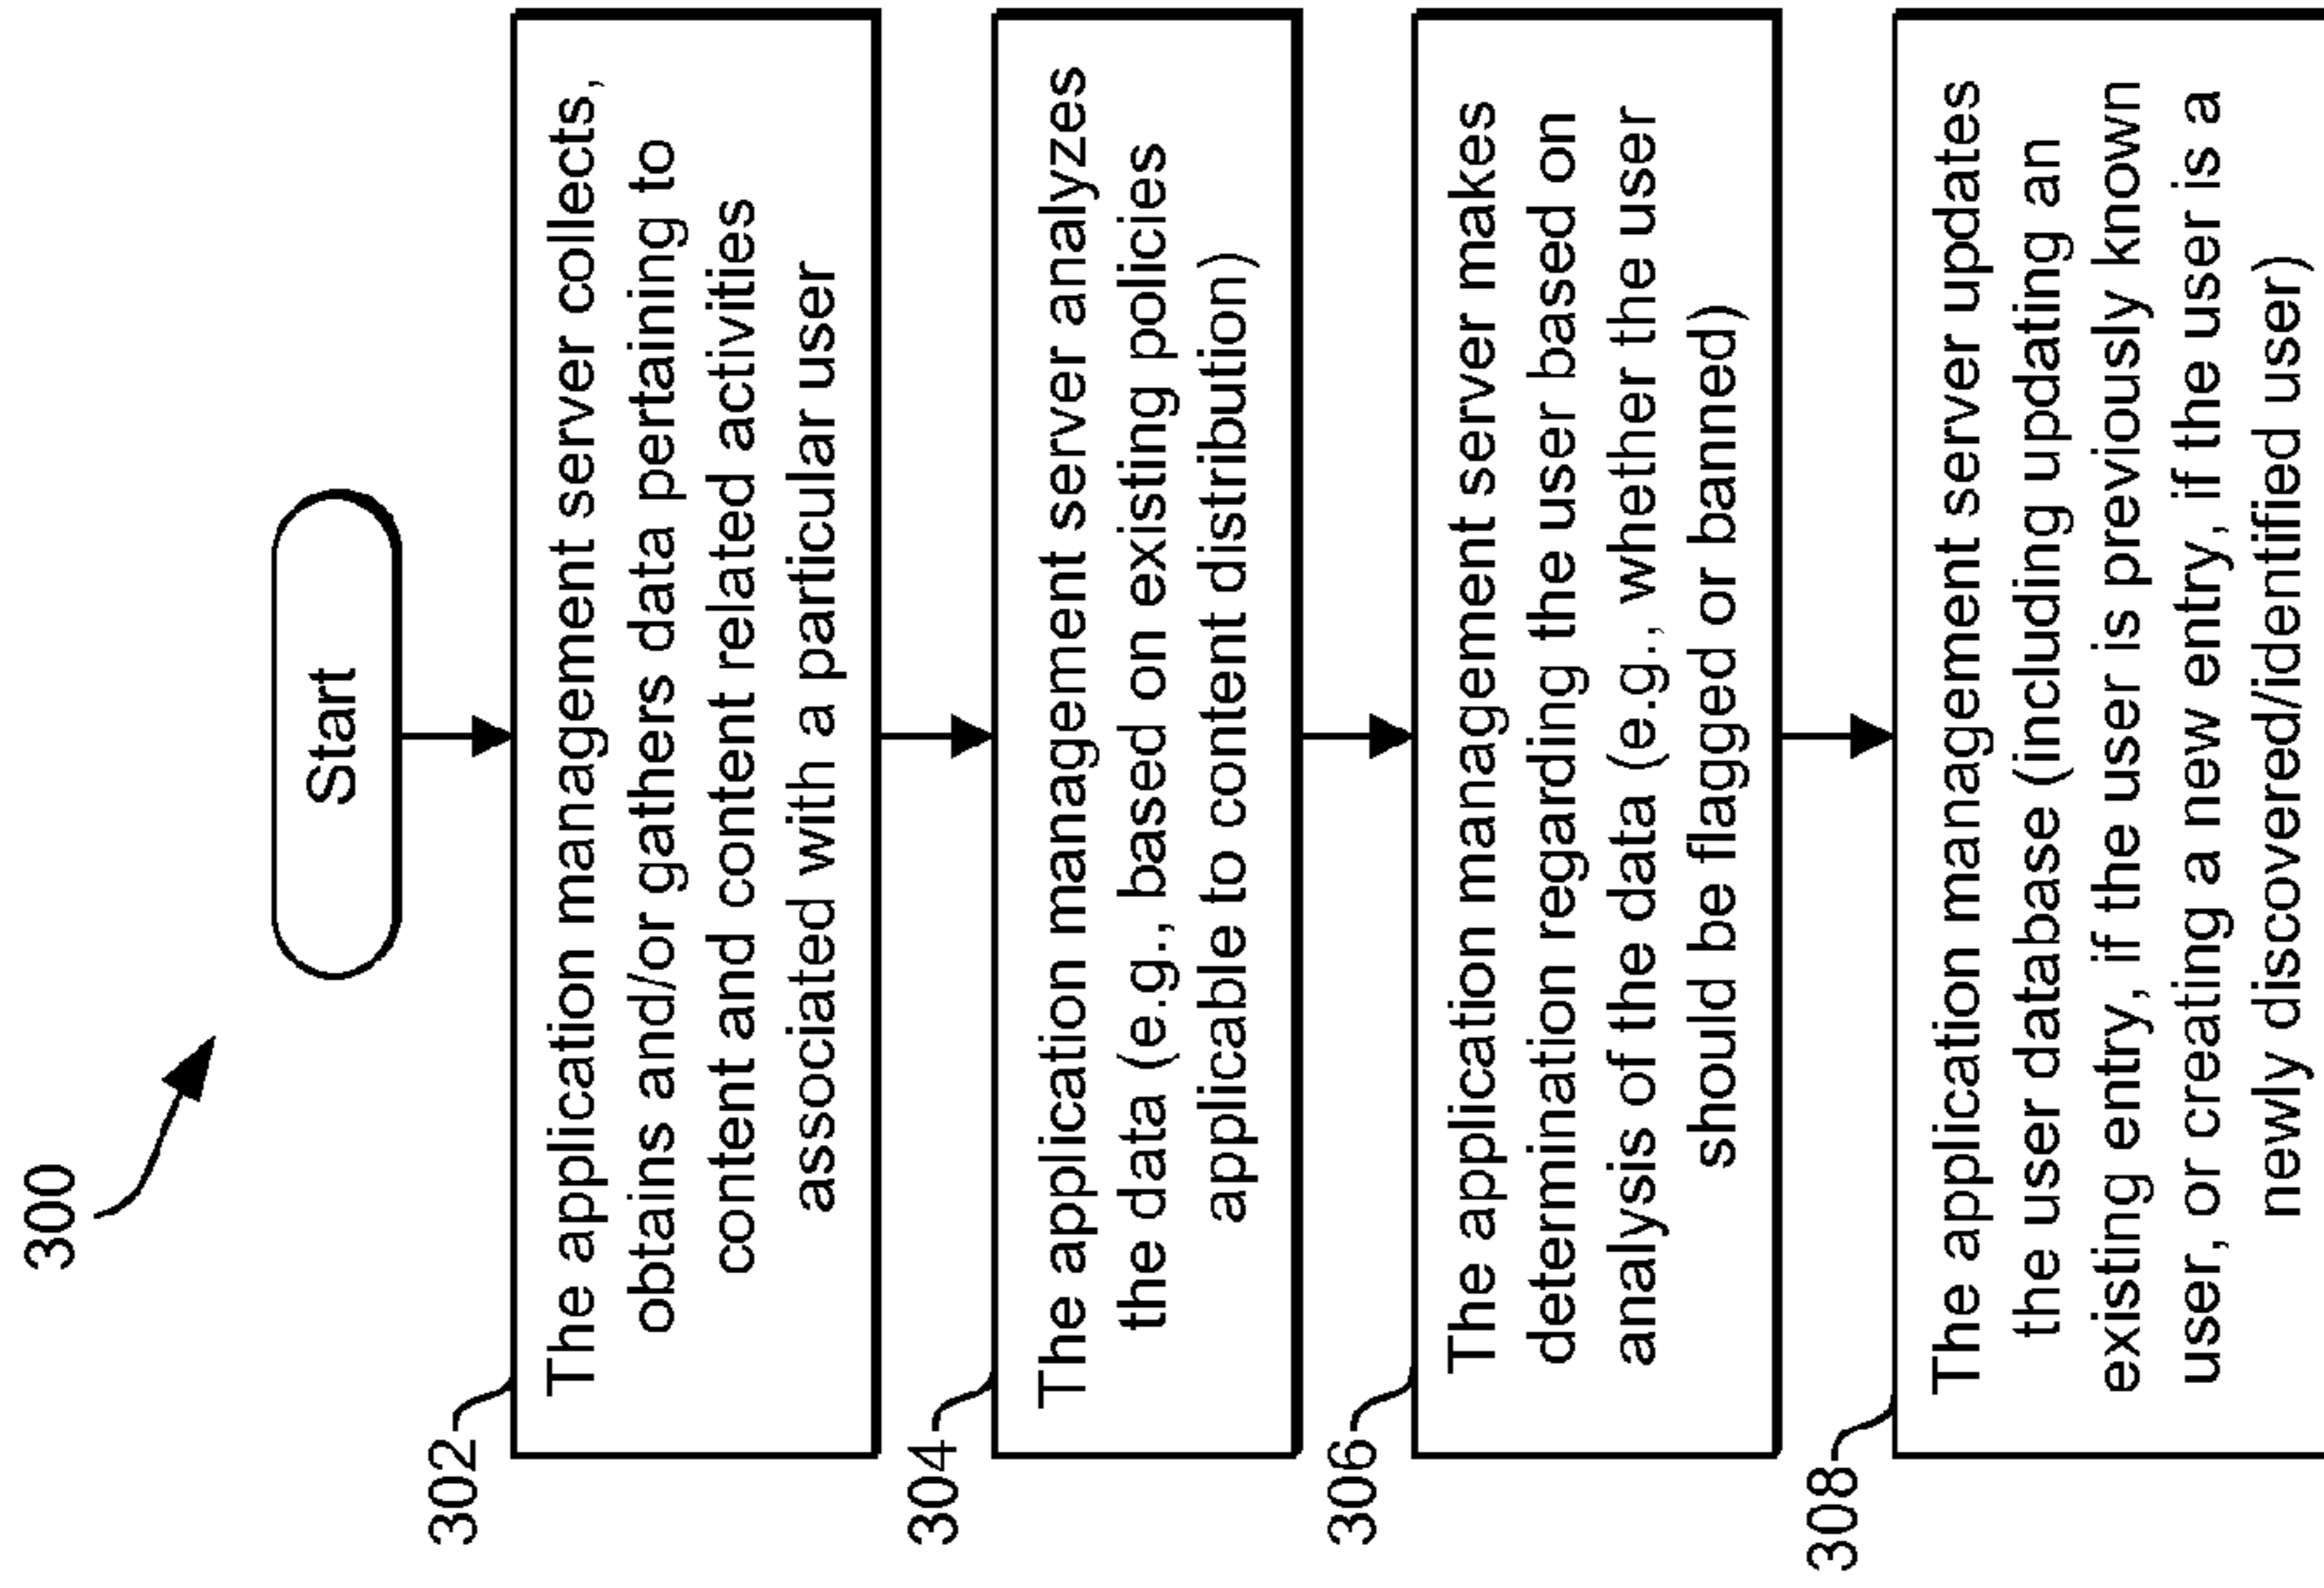 300
Start
302
The application management server collects,
obtains and/or gathers data pertaining to
content and content related activities
associated with a particular user
304
The application management server analyzes
the data (e.g., based on existing policies
applicable to content distribution)
306
The application management server makes
determination regarding the user based on
analysis of the data (e.g., whether the user
should be flagged or banned)
308
The application management server updates
the user database (including updating an
existing entry, if the user is previously known
user, or creating a new entry, if the user is a
newly discovered/identified user)